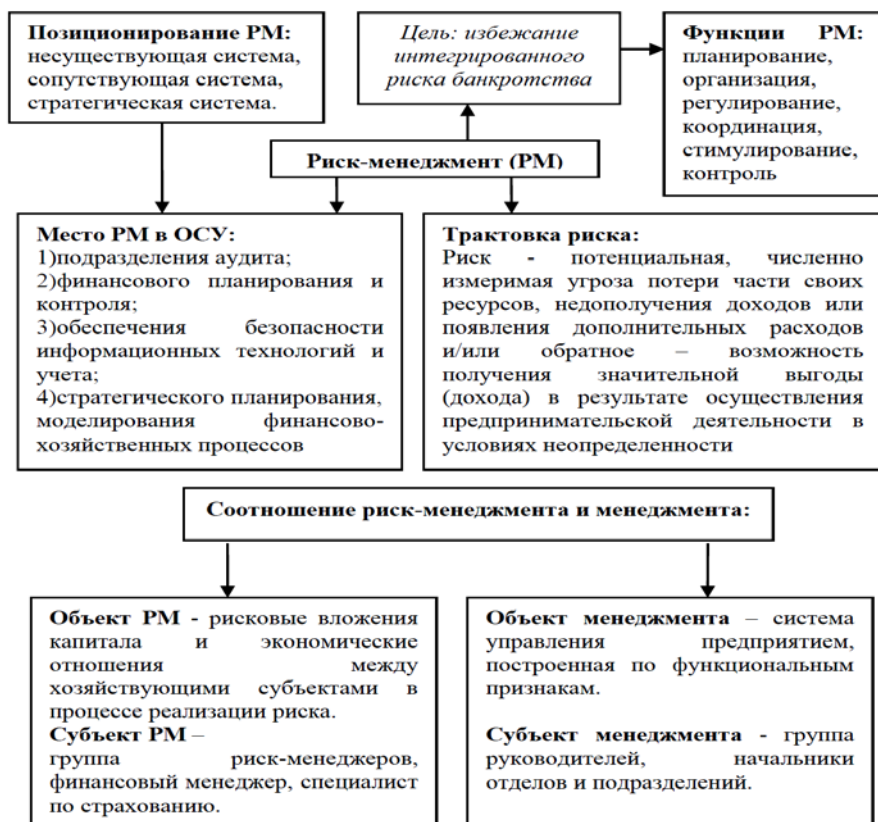 Позиционирование РМ:
несуществующая система,
сопутствующая система,
стратегическая система.
Цель: избежание
интегрированного
риска банкротства
Функции РМ:
планирование,
организация,
регулирование,
координация,
стимулирование,
контроль
Риск-менеджмент (РМ)
Место РМ в ОСУ:
1)подразделения аудита;
2)финансового планирования и
контроля;
3)обеспечения безопасности
информационных технологий и
учета;
4)стратегического планирования,
моделирования финансово-
хозяйственных процессов
Трактовка риска:
Риск - потенциальная, численно
измеримая угроза потери части своих
ресурсов, недополучения доходов или
появления дополнительных расходов
и/или обратное – возможность
получения значительной выгоды
(дохода) в результате осуществления
предпринимательской деятельности в
условиях неопределенности
Соотношение риск-менеджмента и менеджмента:
Объект РМ - рисковые вложения
капитала и экономические
отношения между
хозяйствующими субъектами в
процессе реализации риска.
Субъект РМ –
группа риск-менеджеров,
финансовый менеджер, специалист
по страхованию.
Объект менеджмента – система
управления предприятием,
построенная по функциональным
признакам.
Субъект менеджмента - группа
руководителей, начальники
отделов и подразделений.